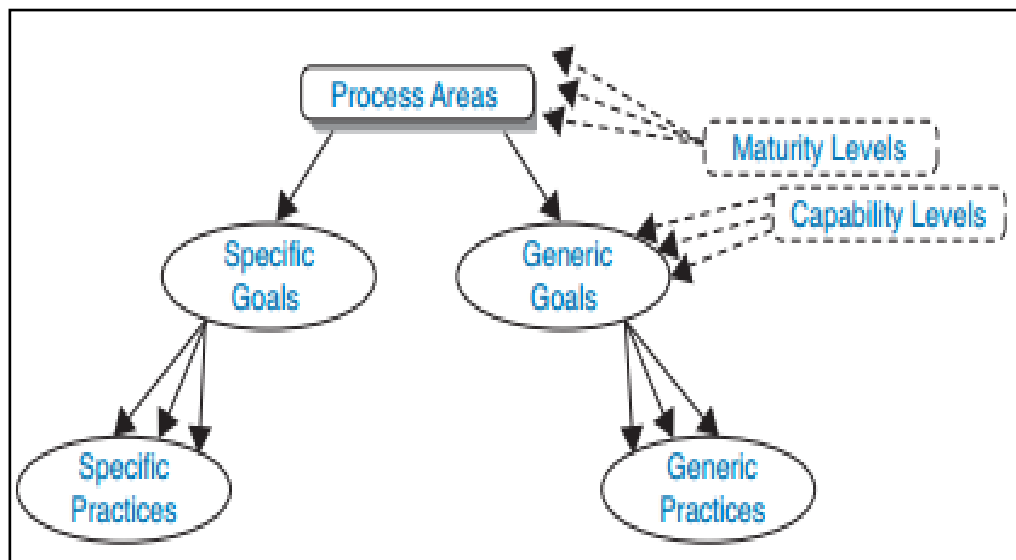 Process Areas
Maturity Levels
Capability Levels
Specific
Goals
Generic
Goals
Specific
Practices
Generic
Practices